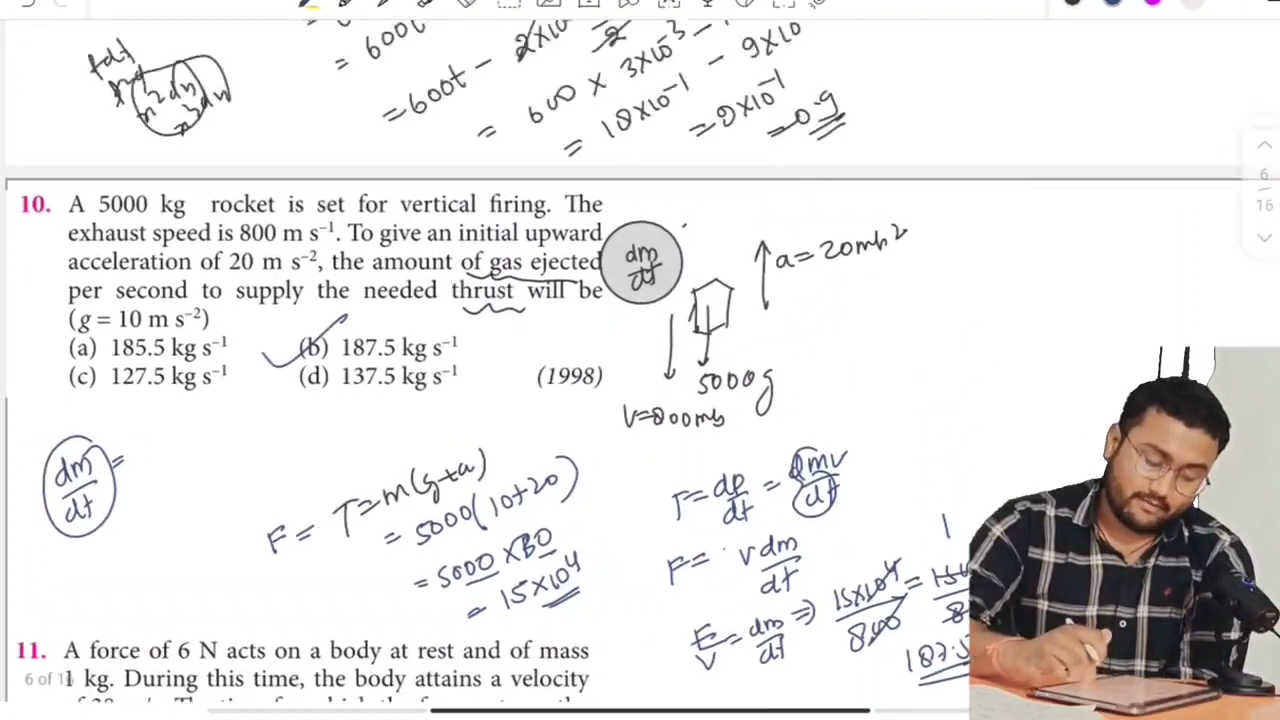 = 600t
= 600t - 2×10
2
= 600 × 3×10⁻³ -
= 18×10⁻¹ - 9×10
= 9×10⁻¹
= 0.9
6
16
10. A 5000 kg rocket is set for vertical firing. The
exhaust speed is 800 m s⁻¹. To give an initial upward
acceleration of 20 m s⁻², the amount of gas ejected
per second to supply the needed thrust will be
(g = 10 m s⁻²)
(a) 185.5 kg s⁻¹ (b) 187.5 kg s⁻¹
(c) 127.5 kg s⁻¹ (d) 137.5 kg s⁻¹ (1998)
dm
dt
a = 20m/s²
5000g
V=800m/s
dm
dt
=
F = T = m(g+a)
= 5000(10+20)
= 5000 × 30
= 15×10⁴
F = dp/dt = dmv/dt
F = v dm/dt
F/v = dm/dt ⇒ 15×10⁴/800 =
187.5
11. A force of 6 N acts on a body at rest and of mass
1 kg. During this time, the body attains a velocity
6 of 1